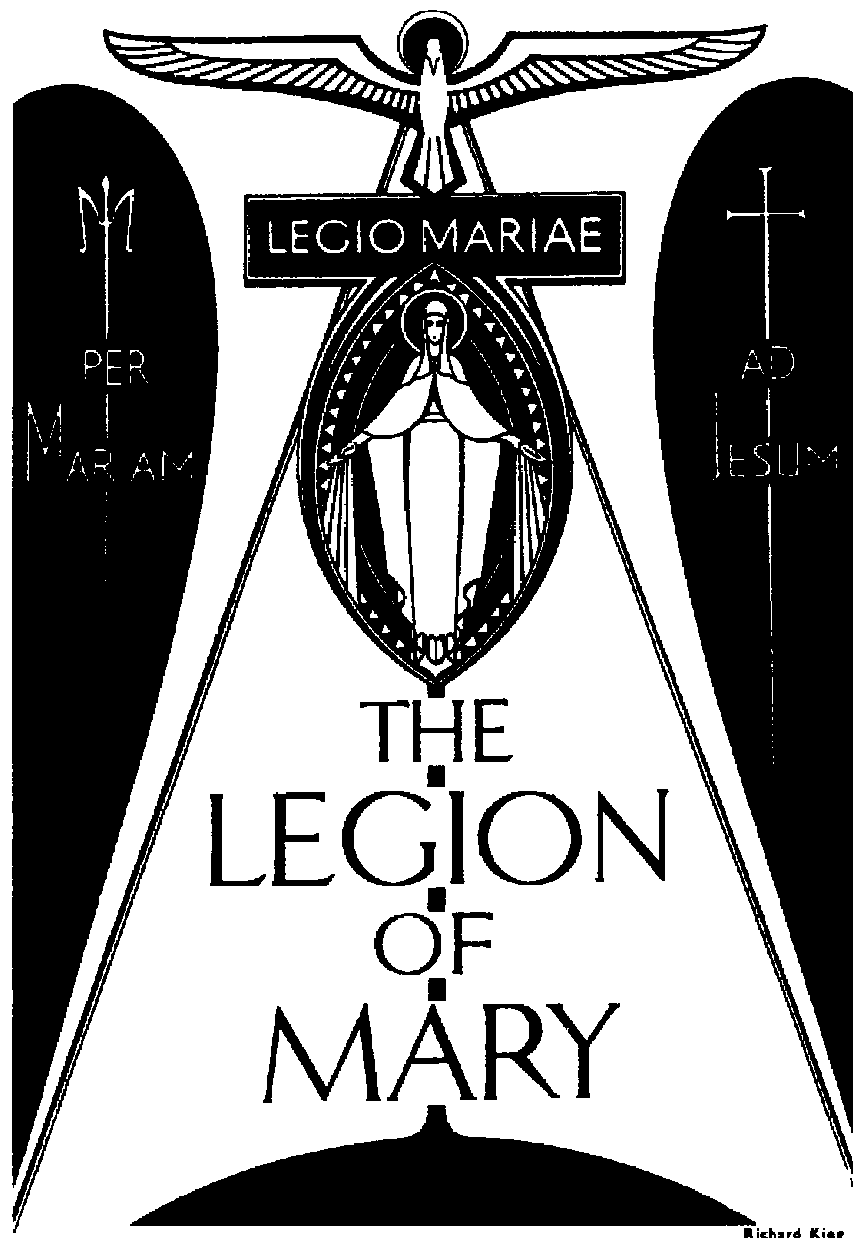 LEGIO MARIAE
PER
MARIAM
AD
IESUM
THE
LEGION
OF
MARY
Richard King